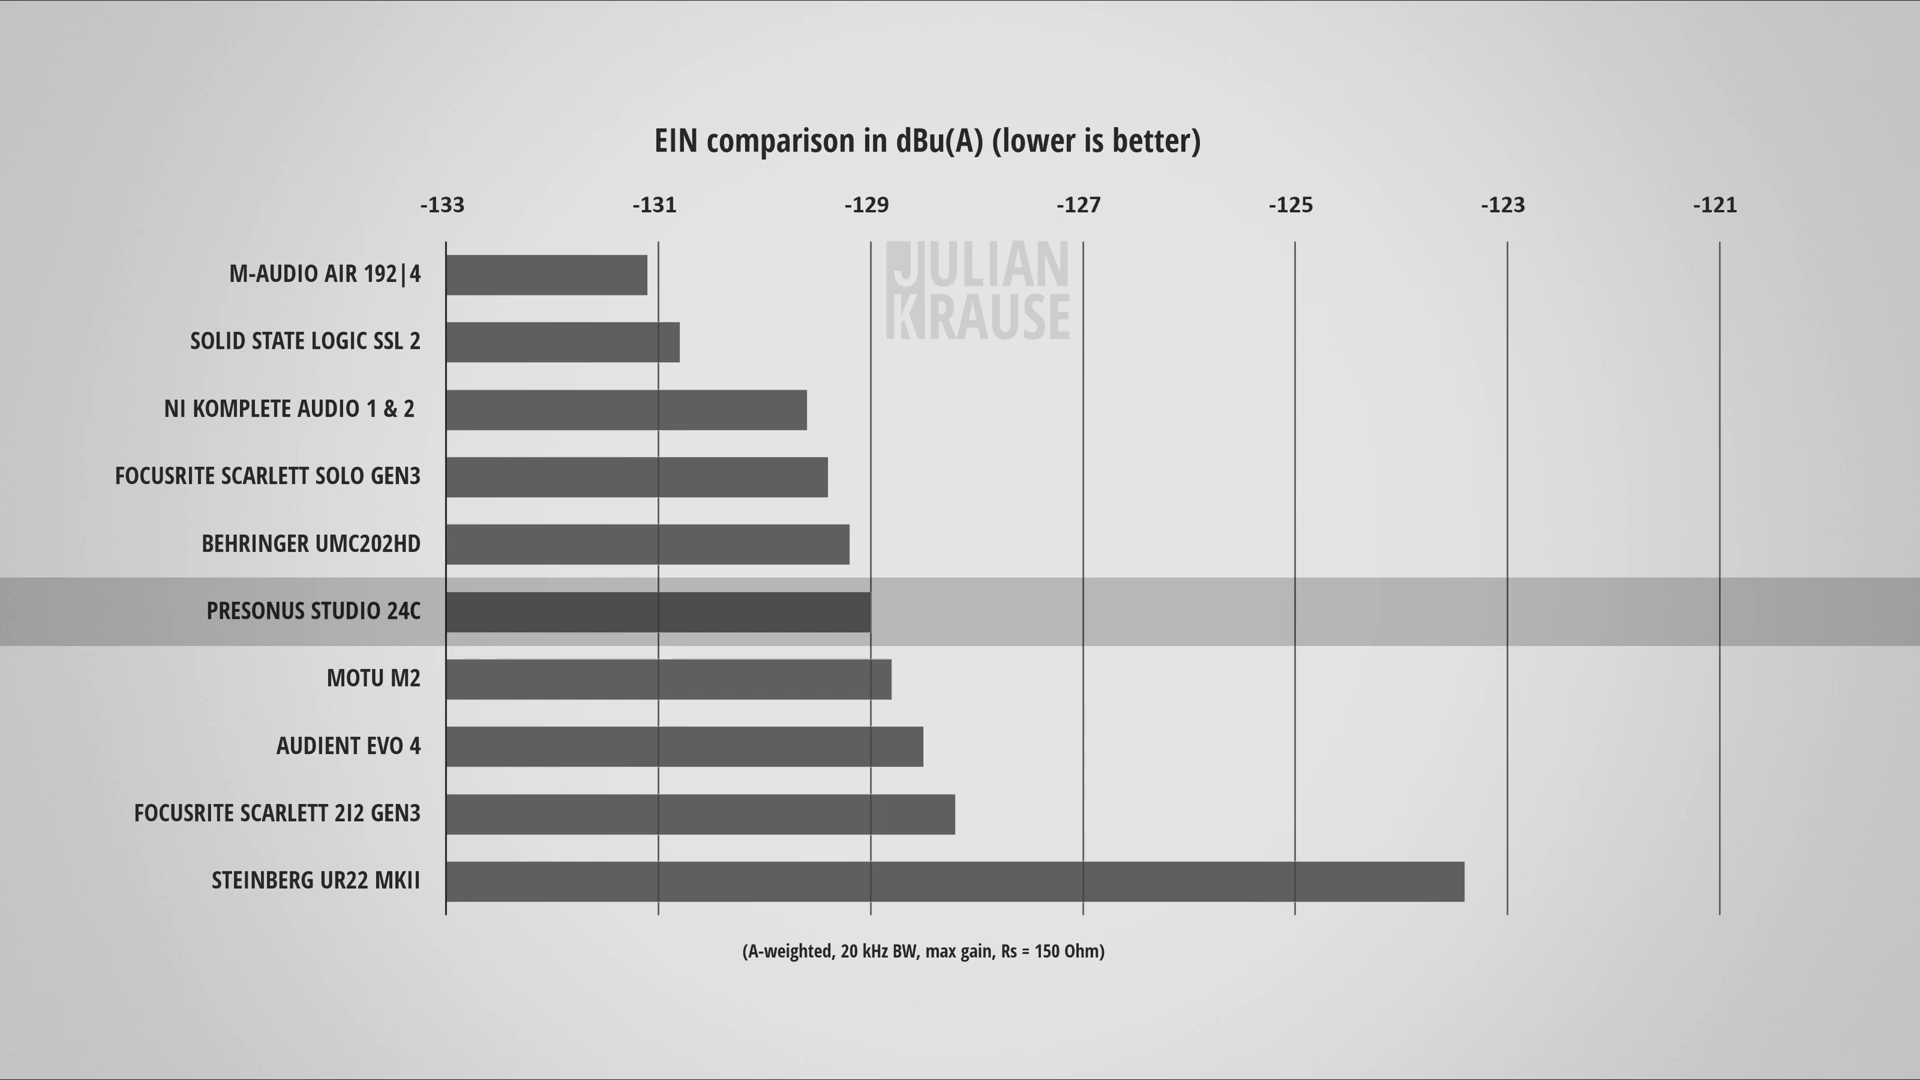 EIN comparison in dBu(A) (lower is better)
-133 -131 -129 -127 -125 -123 -121
JULIAN
KRAUSE
M-AUDIO AIR 192|4
SOLID STATE LOGIC SSL 2
NI KOMPLETE AUDIO 1 & 2
FOCUSRITE SCARLETT SOLO GEN3
BEHRINGER UMC202HD
PRESONUS STUDIO 24C
MOTU M2
AUDIENT EVO 4
FOCUSRITE SCARLETT 2I2 GEN3
STEINBERG UR22 MKII
(A-weighted, 20 kHz BW, max gain, Rs = 150 Ohm)